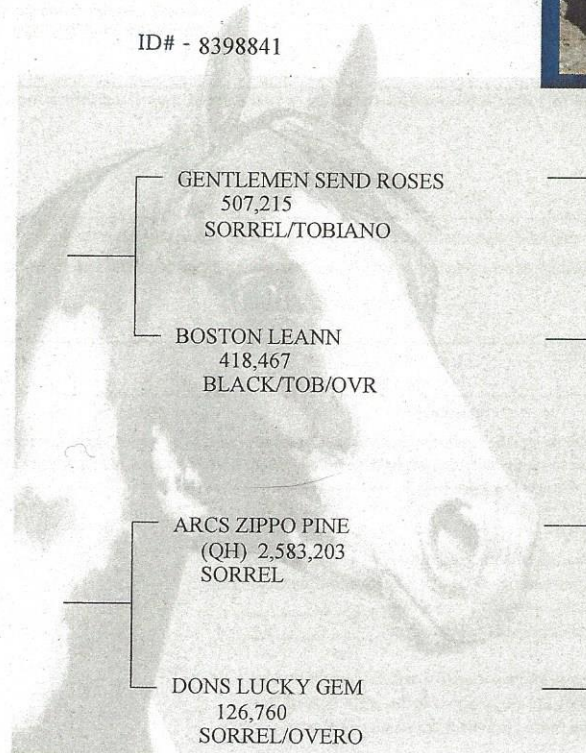 ID# - 8398841
GENTLEMEN SEND ROSES
507,215
SORREL/TOBIANO
BOSTON LEANN
418,467
BLACK/TOB/OVR
ARCS ZIPPO PINE
(QH) 2,583,203
SORREL
DONS LUCKY GEM
126,760
SORREL/OVERO